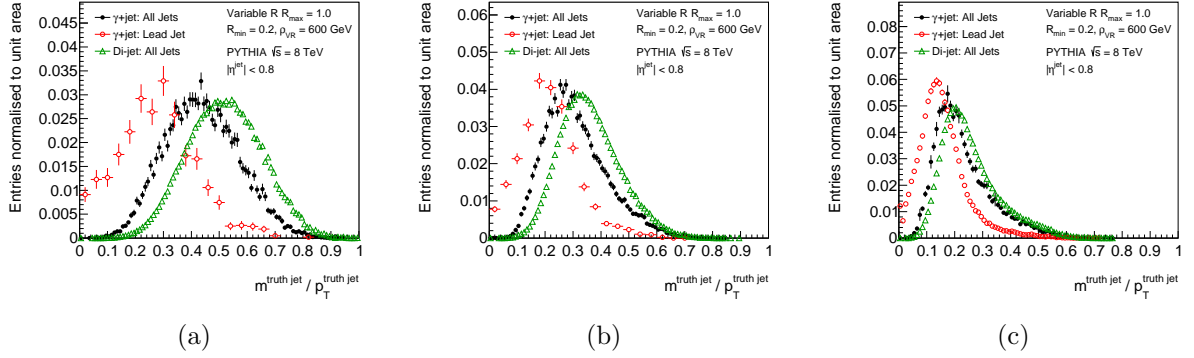 Entries normalised to unit area
0.045
0.04
0.035
0.03
0.025
0.02
0.015
0.01
0.005
0
γ+jet: All Jets
γ+jet: Lead Jet
Di-jet: All Jets
Variable R R_max = 1.0
R_min = 0.2, ρ_VR = 600 GeV
PYTHIA √s = 8 TeV
|η^jet| < 0.8
0 0.1 0.2 0.3 0.4 0.5 0.6 0.7 0.8 0.9 1
m^truth jet / p_T^truth jet
(a)
Entries normalised to unit area
0.06
0.05
0.04
0.03
0.02
0.01
0
γ+jet: All Jets
γ+jet: Lead Jet
Di-jet: All Jets
Variable R R_max = 1.0
R_min = 0.2, ρ_VR = 600 GeV
PYTHIA √s = 8 TeV
|η^jet| < 0.8
0 0.1 0.2 0.3 0.4 0.5 0.6 0.7 0.8 0.9 1
m^truth jet / p_T^truth jet
(b)
Entries normalised to unit area
0.08
0.07
0.06
0.05
0.04
0.03
0.02
0.01
0
γ+jet: All Jets
γ+jet: Lead Jet
Di-jet: All Jets
Variable R R_max = 1.0
R_min = 0.2, ρ_VR = 600 GeV
PYTHIA √s = 8 TeV
|η^jet| < 0.8
0 0.1 0.2 0.3 0.4 0.5 0.6 0.7 0.8 0.9 1
m^truth jet / p_T^truth jet
(c)